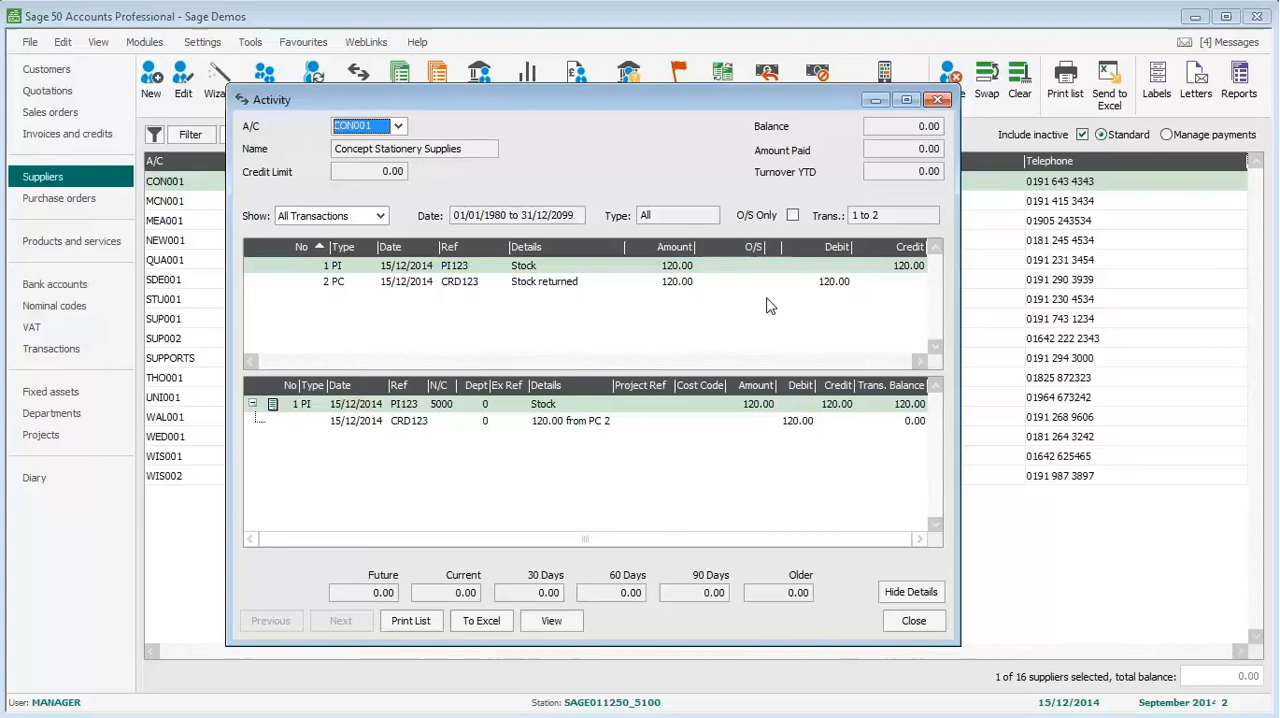 Sage 50 Accounts Professional - Sage Demos
File Edit View Modules Settings Tools Favourites WebLinks Help [4] Messages
Customers
Quotations
Sales orders
Invoices and credits
Suppliers
Purchase orders
Products and services
Bank accounts
Nominal codes
VAT
Transactions
Fixed assets
Departments
Projects
Diary
New Edit Swap Clear Print list Send to Excel Labels Letters Reports
Filter Include inactive Standard Manage payments
A/C Telephone
CON001 0191 643 4343
MCN001 0191 415 3434
MEA001 01905 243534
NEW001 0181 245 4534
QUA001 01231 3454
SDE001 01290 3939
STU001 0191 230 4534
SUP001 0191 743 1234
SUP002 01642 222 2343
SUPPORTS 0191 294 3000
THO001 01825 872323
UNI001 01964 673242
WAL001 0191 268 9606
WED001 0181 264 3242
WIS001 01642 625465
WIS002 0191 987 3897
Activity
A/C CON001 Balance 0.00
Name Concept Stationery Supplies Amount Paid 0.00
Credit Limit 0.00 Turnover YTD 0.00
Show: All Transactions Date: 01/01/1980 to 31/12/2099 Type: All O/S Only Trans.: 1 to 2
No Type Date Ref Details Amount O/S Debit Credit
1 PI 15/12/2014 PI123 Stock 120.00 120.00
2 PC 15/12/2014 CRD123 Stock returned 120.00 120.00
No Type Date Ref N/C Dept Ex Ref Details Project Ref Cost Code Amount Debit Credit Trans. Balance
1 PI 15/12/2014 PI123 5000 0 Stock 120.00 120.00 120.00
15/12/2014 CRD123 0 120.00 from PC 2 120.00 0.00
Future Current 30 Days 60 Days 90 Days Older
0.00 0.00 0.00 0.00 0.00 0.00 Hide Details
Previous Next Print List To Excel View Close
1 of 16 suppliers selected, total balance: 0.00
User: MANAGER Station: SAGE011250_5100 15/12/2014 September 2014 2